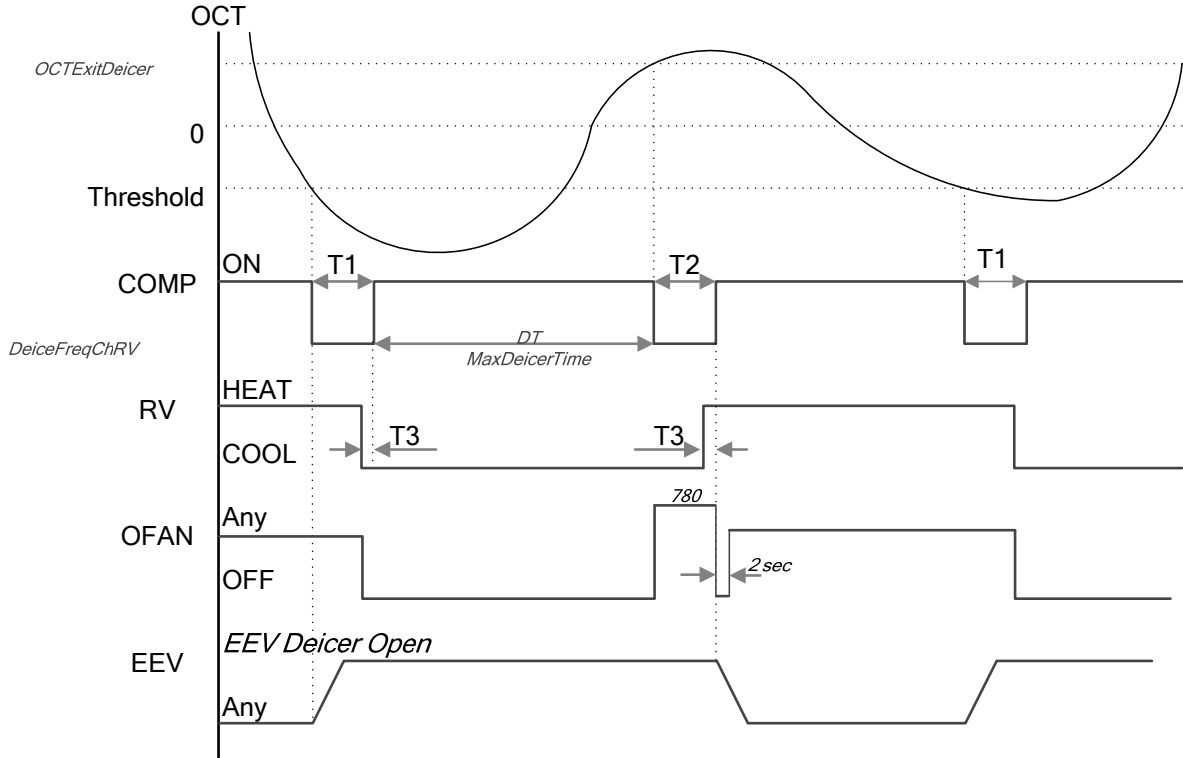 OCT
OCTExitDeicer
0
Threshold
ON
T1
T2
T1
COMP
DeiceFreqChRV
DT
MaxDeicerTime
HEAT
RV
T3
T3
COOL
780
Any
OFAN
2 sec
OFF
EEV Deicer Open
EEV
Any